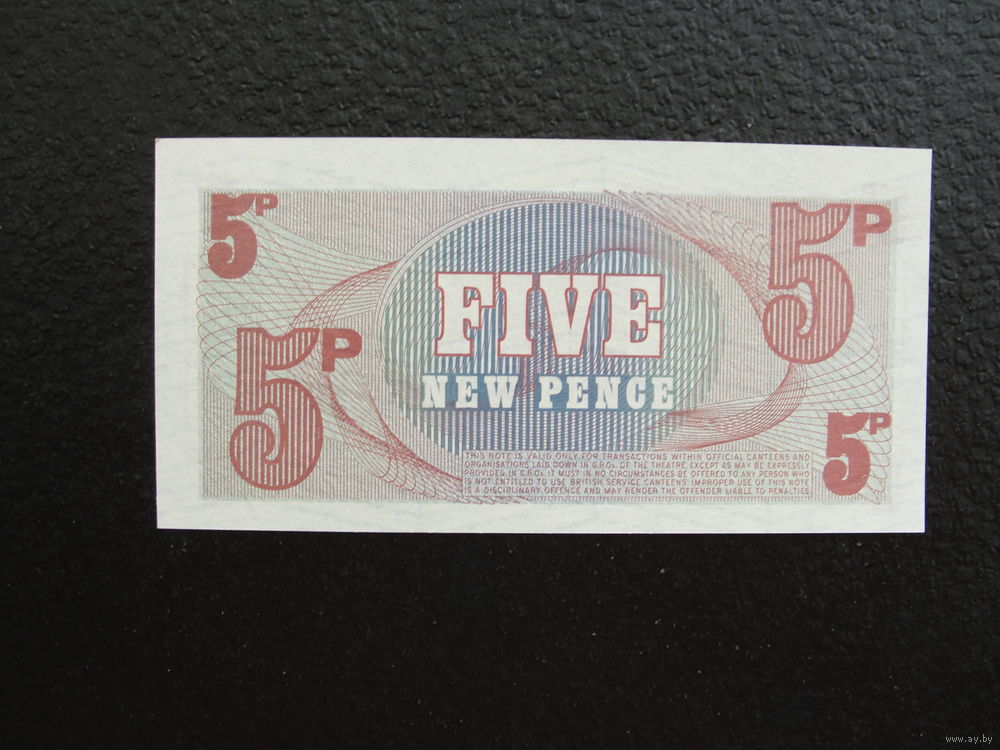 5P
5P
FIVE
NEW PENCE
5P
5P
THIS NOTE IS VALID ONLY FOR TRANSACTIONS WITHIN OFFICIAL CANTEENS AND
ORGANISATIONS LAID DOWN IN G.R.Os. OF THE THEATRE EXCEPT AS MAY BE EXPRESSLY
PROVIDED IN G.R.Os. IT MUST IN NO CIRCUMSTANCES BE OFFERED TO ANY PERSON WHO
IS NOT ENTITLED TO USE BRITISH SERVICE CANTEENS. IMPROPER USE OF THIS NOTE
IS A DISCIPLINARY OFFENCE AND MAY RENDER THE OFFENDER LIABLE TO PENALTIES
www.ay.by